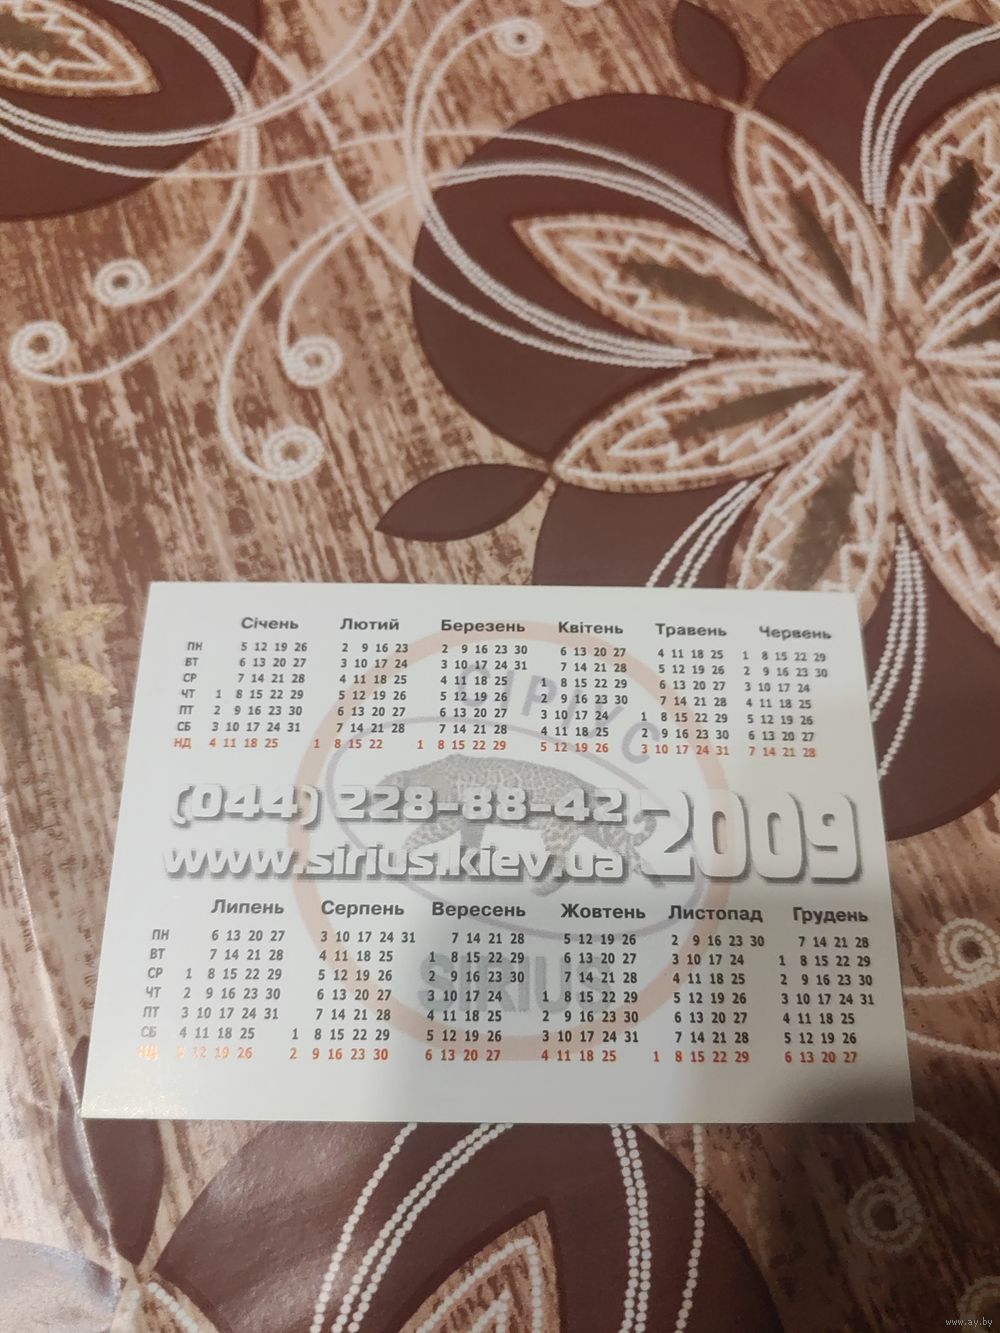 Січень Лютий Березень Квітень Травень Червень
ПН 5 12 19 26 2 9 16 23 2 9 16 23 30 6 13 20 27 4 11 18 25 1 8 15 22 29
ВТ 6 13 20 27 3 10 17 24 3 10 17 24 31 7 14 21 28 5 12 19 26 2 9 16 23 30
СР 7 14 21 28 4 11 18 25 4 11 18 25 1 8 15 22 29 6 13 20 27 3 10 17 24
ЧТ 1 8 15 22 29 5 12 19 26 5 12 19 26 2 9 16 23 30 7 14 21 28 4 11 18 25
ПТ 2 9 16 23 30 6 13 20 27 6 13 20 27 3 10 17 24 1 8 15 22 29 5 12 19 26
СБ 3 10 17 24 31 7 14 21 28 7 14 21 28 4 11 18 25 2 9 16 23 30 6 13 20 27
НД 4 11 18 25 1 8 15 22 1 8 15 22 29 5 12 19 26 3 10 17 24 31 7 14 21 28
СІРІУС
(044) 228-88-42, 2009
www.sirius.kiev.ua
Липень Серпень Вересень Жовтень Листопад Грудень
ПН 6 13 20 27 3 10 17 24 31 7 14 21 28 5 12 19 26 2 9 16 23 30 7 14 21 28
ВТ 7 14 21 28 4 11 18 25 1 8 15 22 29 6 13 20 27 3 10 17 24 1 8 15 22 29
СР 1 8 15 22 29 5 12 19 26 2 9 16 23 30 7 14 21 28 4 11 18 25 2 9 16 23 30
ЧТ 2 9 16 23 30 6 13 20 27 3 10 17 24 1 8 15 22 29 5 12 19 26 3 10 17 24 31
ПТ 3 10 17 24 31 7 14 21 28 4 11 18 25 2 9 16 23 30 6 13 20 27 4 11 18 25
СБ 4 11 18 25 1 8 15 22 29 5 12 19 26 3 10 17 24 31 7 14 21 28 5 12 19 26
НД 5 12 19 26 2 9 16 23 30 6 13 20 27 4 11 18 25 1 8 15 22 29 6 13 20 27
SIRIUS
www.ay.by